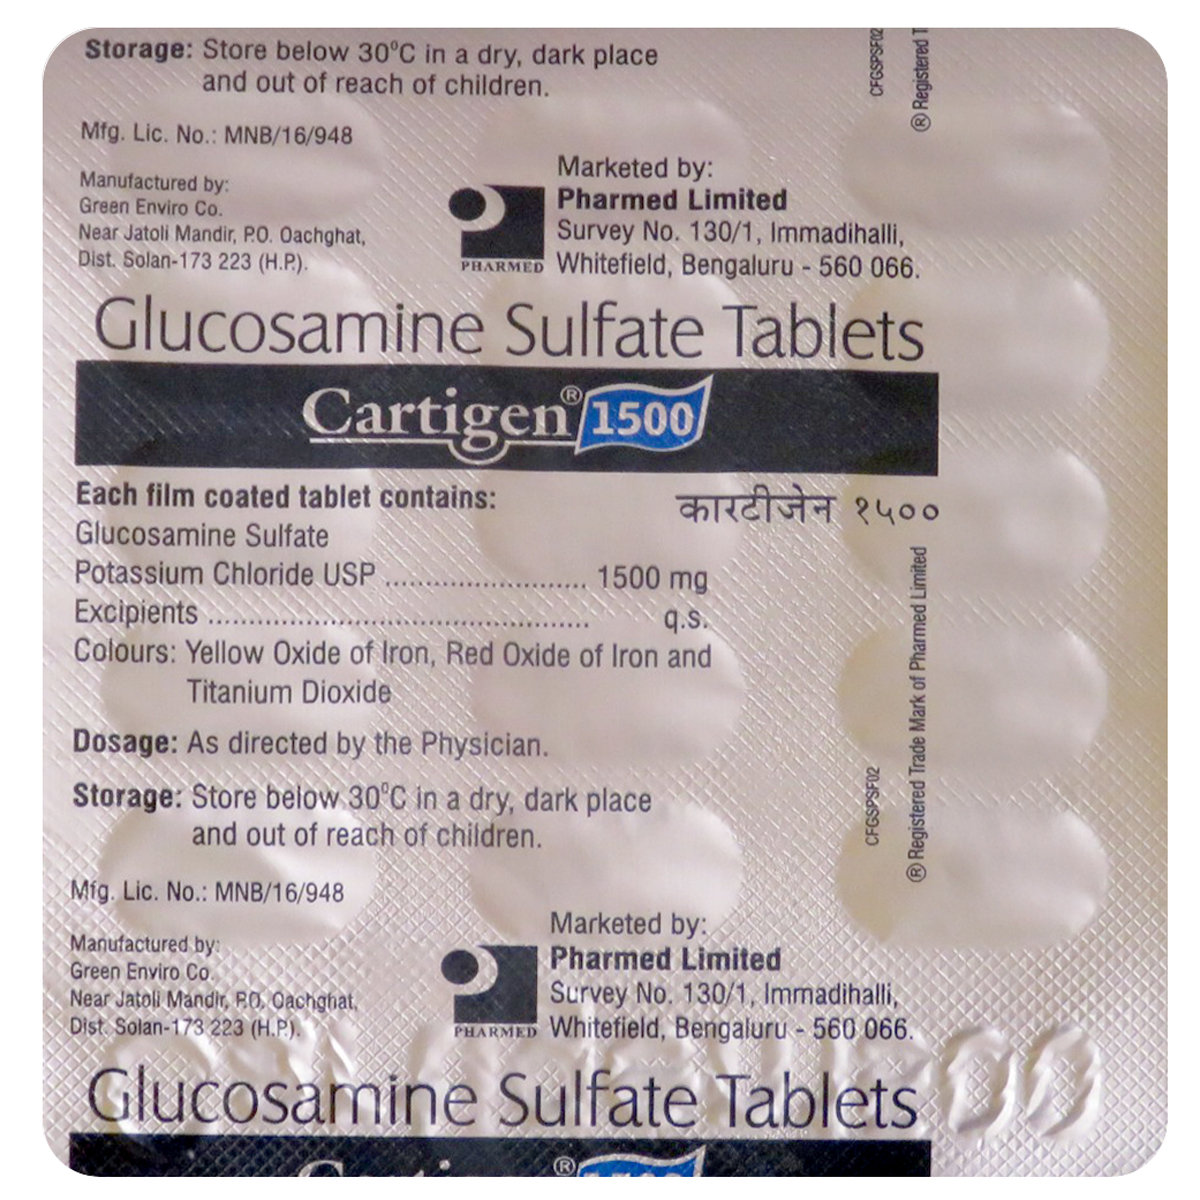 Storage: Store below 30⁰C in a dry, dark place
and out of reach of children.
Mfg. Lic. No.: MNB/16/948
Manufactured by:
Green Enviro Co.
Near Jatoli Mandir, P.O. Oachghat,
Dist. Solan-173 223 (H.P.).
PHARMED
Marketed by:
Pharmed Limited
Survey No. 130/1, Immadihalli,
Whitefield, Bengaluru - 560 066.
CFGSPSF02
® Registered
Glucosamine Sulfate Tablets
Cartigen® 1500
Each film coated tablet contains:
कारटीजेन १५००
Glucosamine Sulfate
Potassium Chloride USP ......................... 1500 mg
Excipients ............................................... q.s.
Colours: Yellow Oxide of Iron, Red Oxide of Iron and
Titanium Dioxide
Dosage: As directed by the Physician.
Storage: Store below 30⁰C in a dry, dark place
and out of reach of children.
CFGSPSF02
® Registered Trade Mark of Pharmed Limited
Mfg. Lic. No.: MNB/16/948
Manufactured by:
Green Enviro Co.
Near Jatoli Mandir, P.O. Oachghat,
Dist. Solan-173 223 (H.P.).
PHARMED
Marketed by:
Pharmed Limited
Survey No. 130/1, Immadihalli,
Whitefield, Bengaluru - 560 066.
Glucosamine Sulfate Tablets
Cartigen® 1500